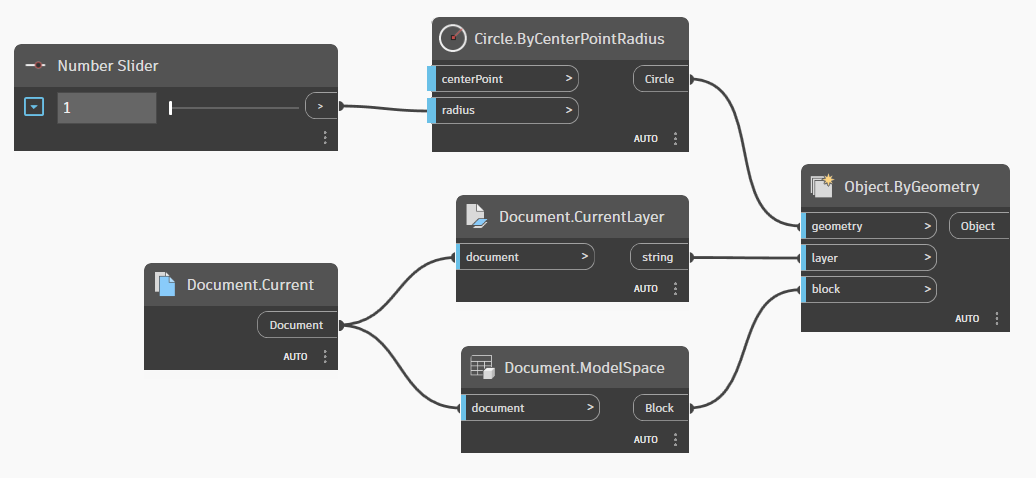 Number Slider
1
>
Circle.ByCenterPointRadius
centerPoint >
Circle
radius >
AUTO
Document.Current
Document
AUTO
Document.CurrentLayer
document >
string
AUTO
Document.ModelSpace
document >
Block
AUTO
Object.ByGeometry
geometry >
Object
layer >
block >
AUTO